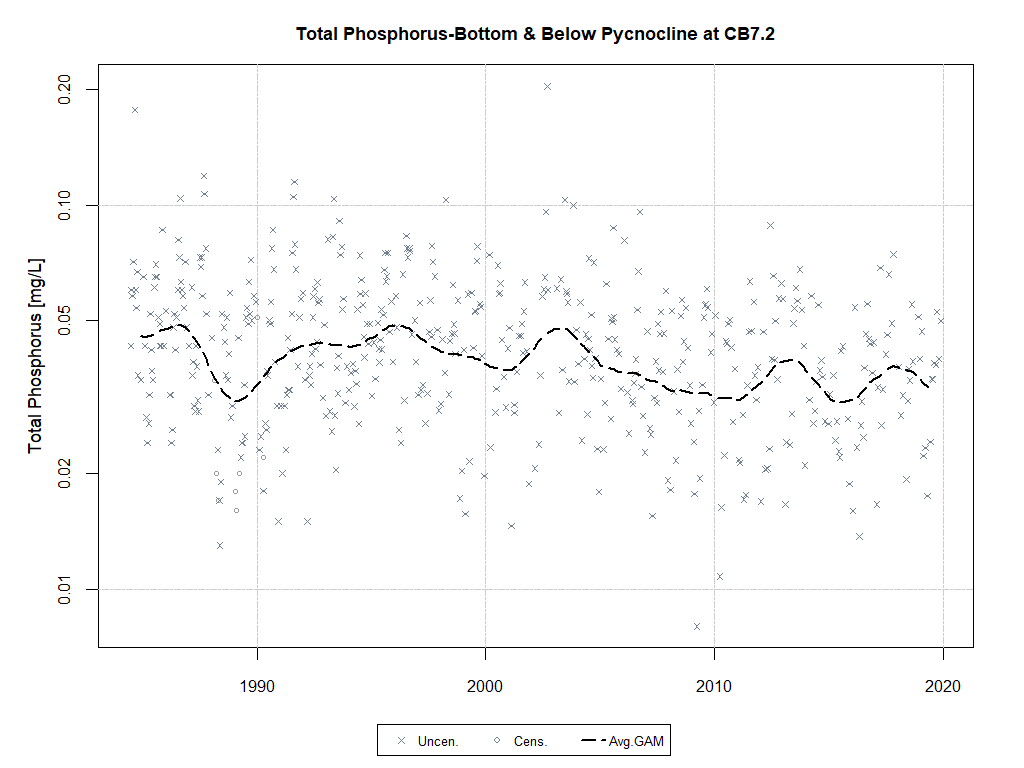 Total Phosphorus-Bottom & Below Pycnocline at CB7.2
Total Phosphorus [mg/L]
0.20
0.10
0.05
0.02
0.01
1990 2000 2010 2020
Uncen. Cens. Avg.GAM